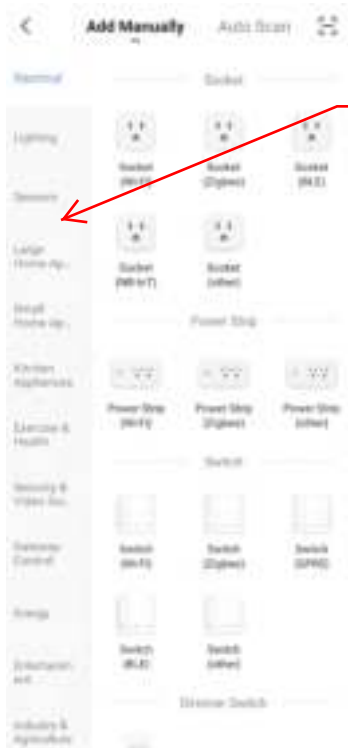 Add Manually Auto Scan
Electrical
Socket
Lighting
Socket
(Wi-Fi)
Socket
(Zigbee)
Socket
(BLE)
Sensors
Large
Home Ap...
Socket
(NB-IoT)
Socket
(other)
Small
Home Ap...
Power Strip
Kitchen
Appliances
Power Strip
(Wi-Fi)
Power Strip
(Zigbee)
Power Strip
(other)
Exercise &
Health
Switch
Security &
Video Su...
Gateway
Control
Switch
(Wi-Fi)
Switch
(Zigbee)
Switch
(GPRS)
Energy
Switch
(BLE)
Switch
(other)
Entertainm
ent
Dimmer Switch
Industry &
Agriculture